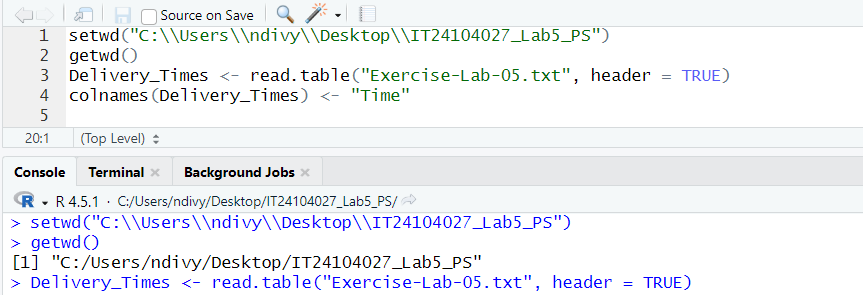 Source on Save
1 setwd("C:\\Users\\ndivy\\Desktop\\IT24104027_Lab5_PS")
2 getwd()
3 Delivery_Times <- read.table("Exercise-Lab-05.txt", header = TRUE)
4 colnames(Delivery_Times) <- "Time"
5
20:1 (Top Level)
Console Terminal Background Jobs
R 4.5.1 · C:/Users/ndivy/Desktop/IT24104027_Lab5_PS/
> setwd("C:\\Users\\ndivy\\Desktop\\IT24104027_Lab5_PS")
> getwd()
[1] "C:/Users/ndivy/Desktop/IT24104027_Lab5_PS"
> Delivery_Times <- read.table("Exercise-Lab-05.txt", header = TRUE)